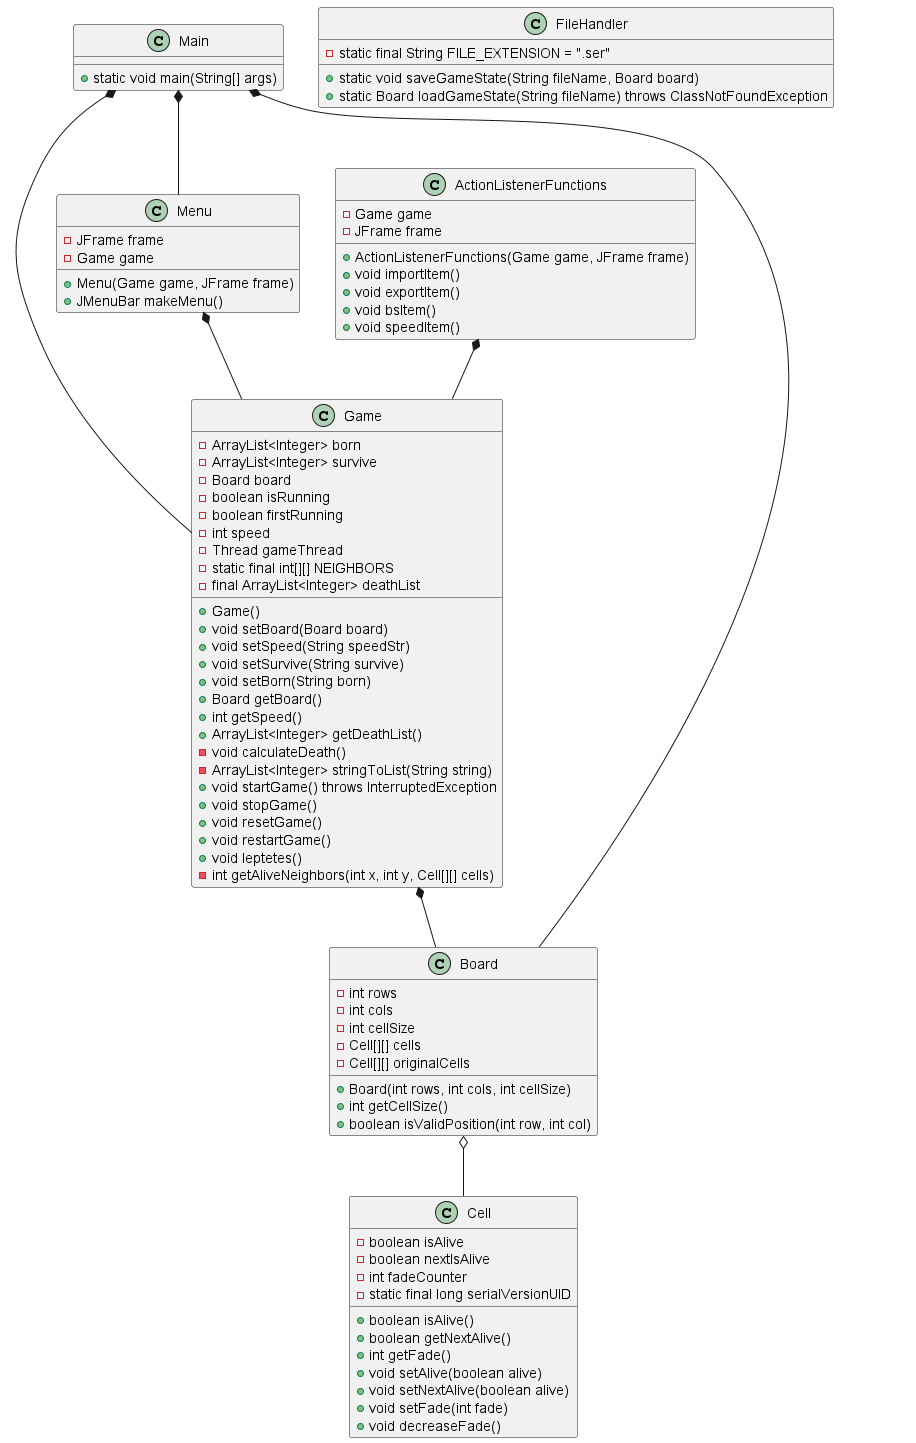 C Main
static void main(String[] args)
C FileHandler
static final String FILE_EXTENSION = ".ser"
static void saveGameState(String fileName, Board board)
static Board loadGameState(String fileName) throws ClassNotFoundException
C Menu
JFrame frame
Game game
Menu(Game game, JFrame frame)
JMenuBar makeMenu()
C ActionListenerFunctions
Game game
JFrame frame
ActionListenerFunctions(Game game, JFrame frame)
void importItem()
void exportItem()
void bsItem()
void speedItem()
C Game
ArrayList<Integer> born
ArrayList<Integer> survive
Board board
boolean isRunning
boolean firstRunning
int speed
Thread gameThread
static final int[][] NEIGHBORS
final ArrayList<Integer> deathList
Game()
void setBoard(Board board)
void setSpeed(String speedStr)
void setSurvive(String survive)
void setBorn(String born)
Board getBoard()
int getSpeed()
ArrayList<Integer> getDeathList()
void calculateDeath()
ArrayList<Integer> stringToList(String string)
void startGame() throws InterruptedException
void stopGame()
void resetGame()
void restartGame()
void leptetes()
int getAliveNeighbors(int x, int y, Cell[][] cells)
C Board
int rows
int cols
int cellSize
Cell[][] cells
Cell[][] originalCells
Board(int rows, int cols, int cellSize)
int getCellSize()
boolean isValidPosition(int row, int col)
C Cell
boolean isAlive
boolean nextIsAlive
int fadeCounter
static final long serialVersionUID
boolean isAlive()
boolean getNextAlive()
int getFade()
void setAlive(boolean alive)
void setNextAlive(boolean alive)
void setFade(int fade)
void decreaseFade()